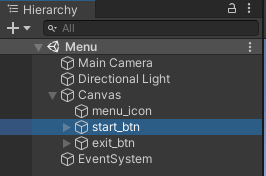 Hierarchy
All
Menu
Main Camera
Directional Light
Canvas
menu_icon
start_btn
exit_btn
EventSystem